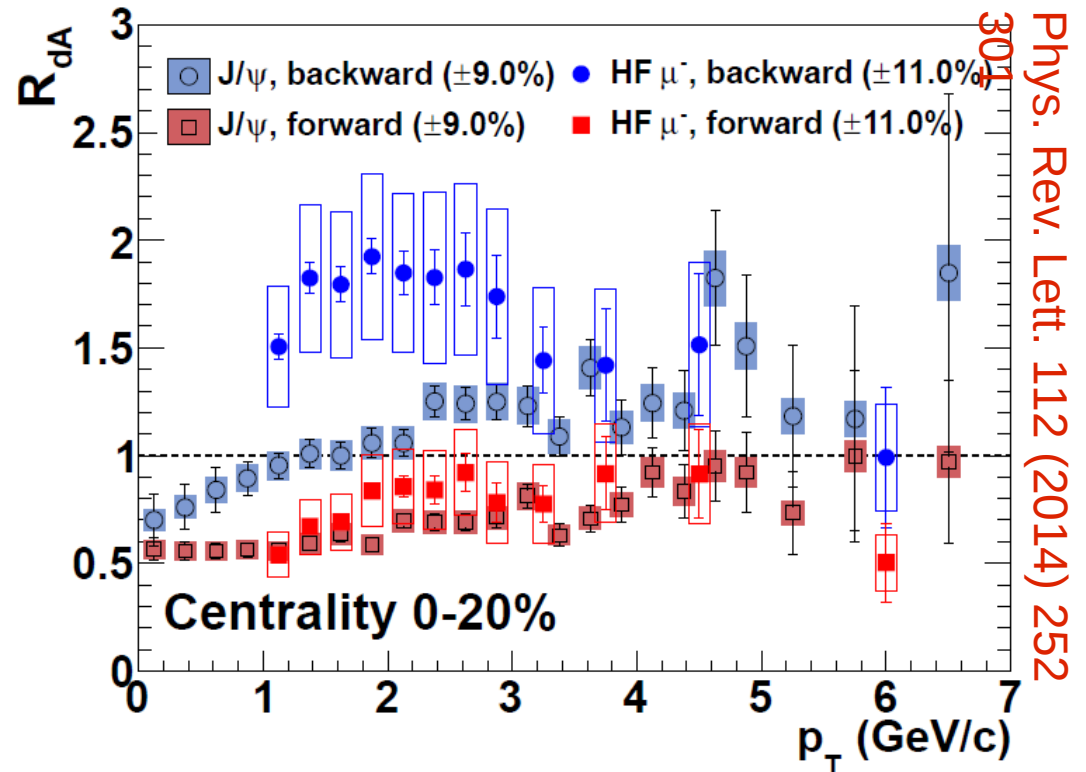 3
2.5
2
1.5
1
0.5
0
R_dA
J/ψ, backward (±9.0%)
HF μ⁻, backward (±11.0%)
J/ψ, forward (±9.0%)
HF μ⁻, forward (±11.0%)
Centrality 0-20%
0 1 2 3 4 5 6 7
p_T (GeV/c)
Phys. Rev. Lett. 112 (2014) 252
301